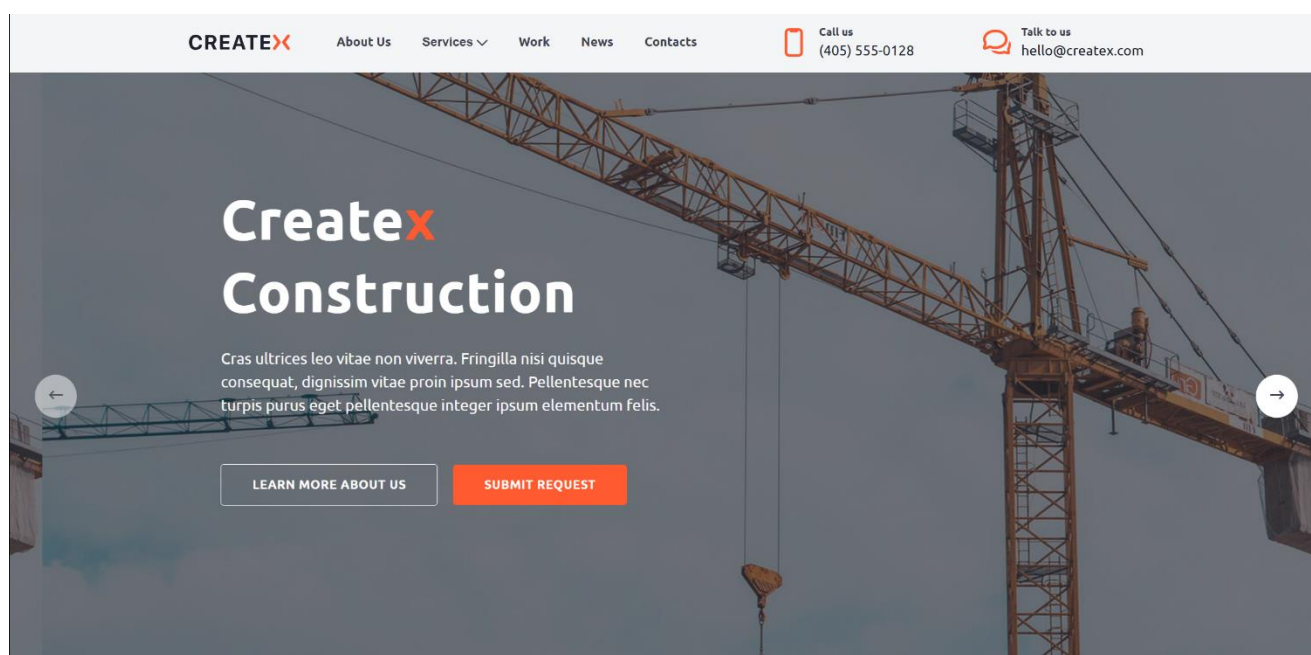 CREATEX
About Us
Services
Work
News
Contacts
Call us
(405) 555-0128
Talk to us
hello@createx.com
Createx
Construction
Cras ultrices leo vitae non viverra. Fringilla nisi quisque
consequat, dignissim vitae proin ipsum sed. Pellentesque nec
turpis purus eget pellentesque integer ipsum elementum felis.
LEARN MORE ABOUT US
SUBMIT REQUEST